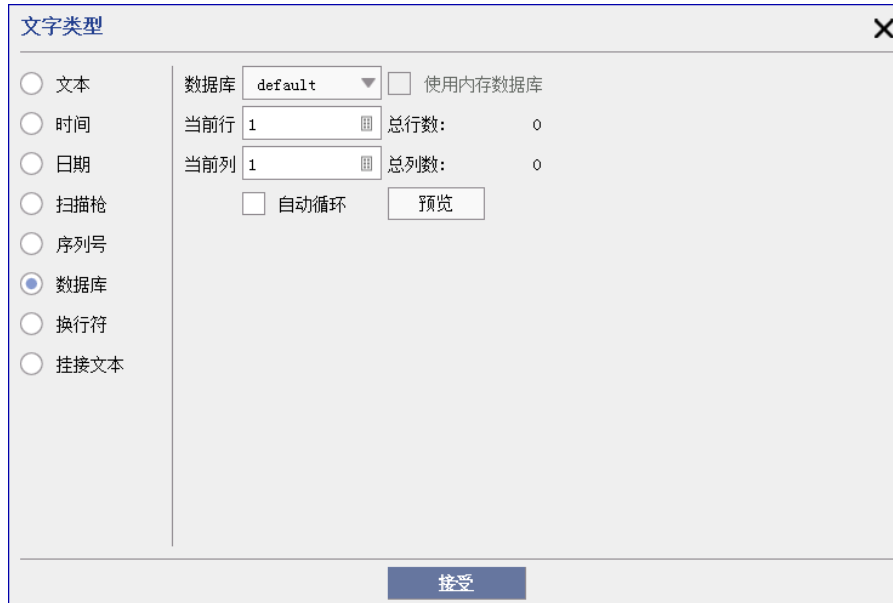 文字类型
文本
时间
日期
扫描枪
序列号
数据库
换行符
挂接文本
数据库 default 使用内存数据库
当前行 1 总行数: 0
当前列 1 总列数: 0
自动循环 预览
接受